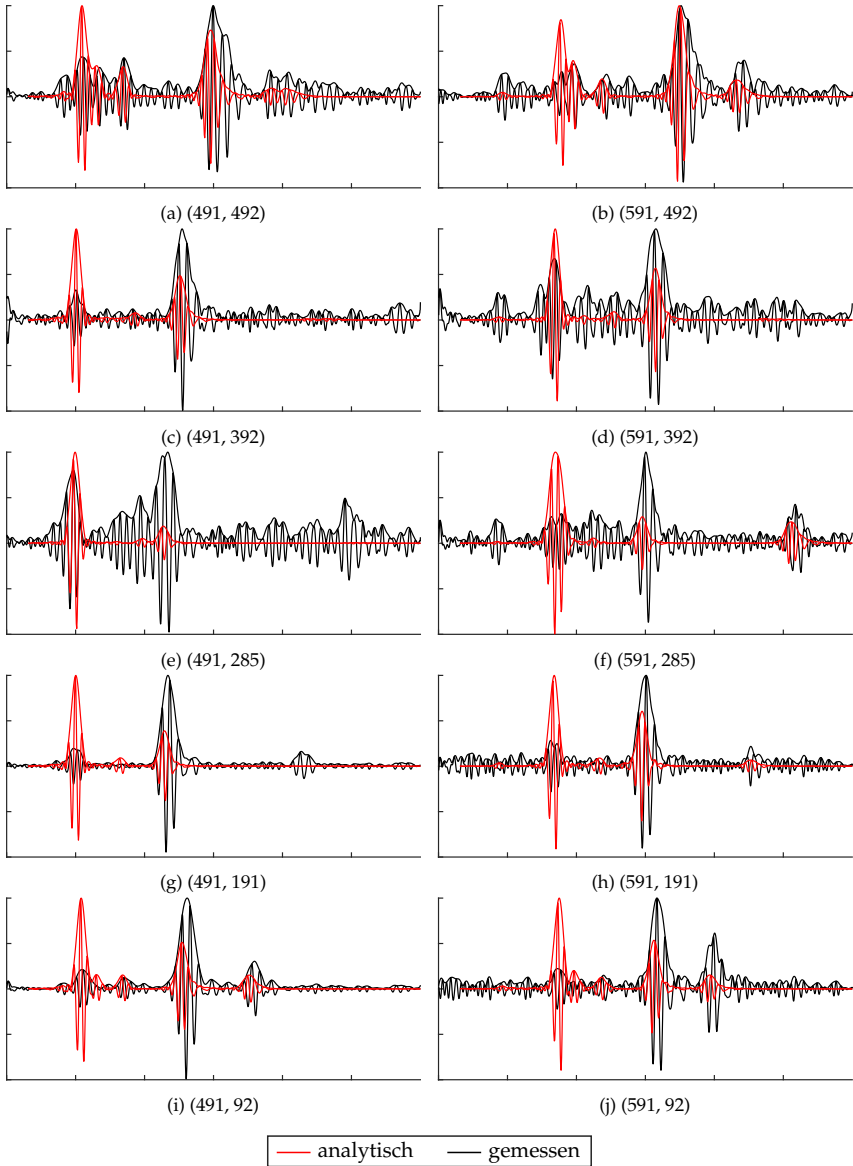 (a) (491, 492)
(b) (591, 492)
(c) (491, 392)
(d) (591, 392)
(e) (491, 285)
(f) (591, 285)
(g) (491, 191)
(h) (591, 191)
(i) (491, 92)
(j) (591, 92)
analytisch gemessen